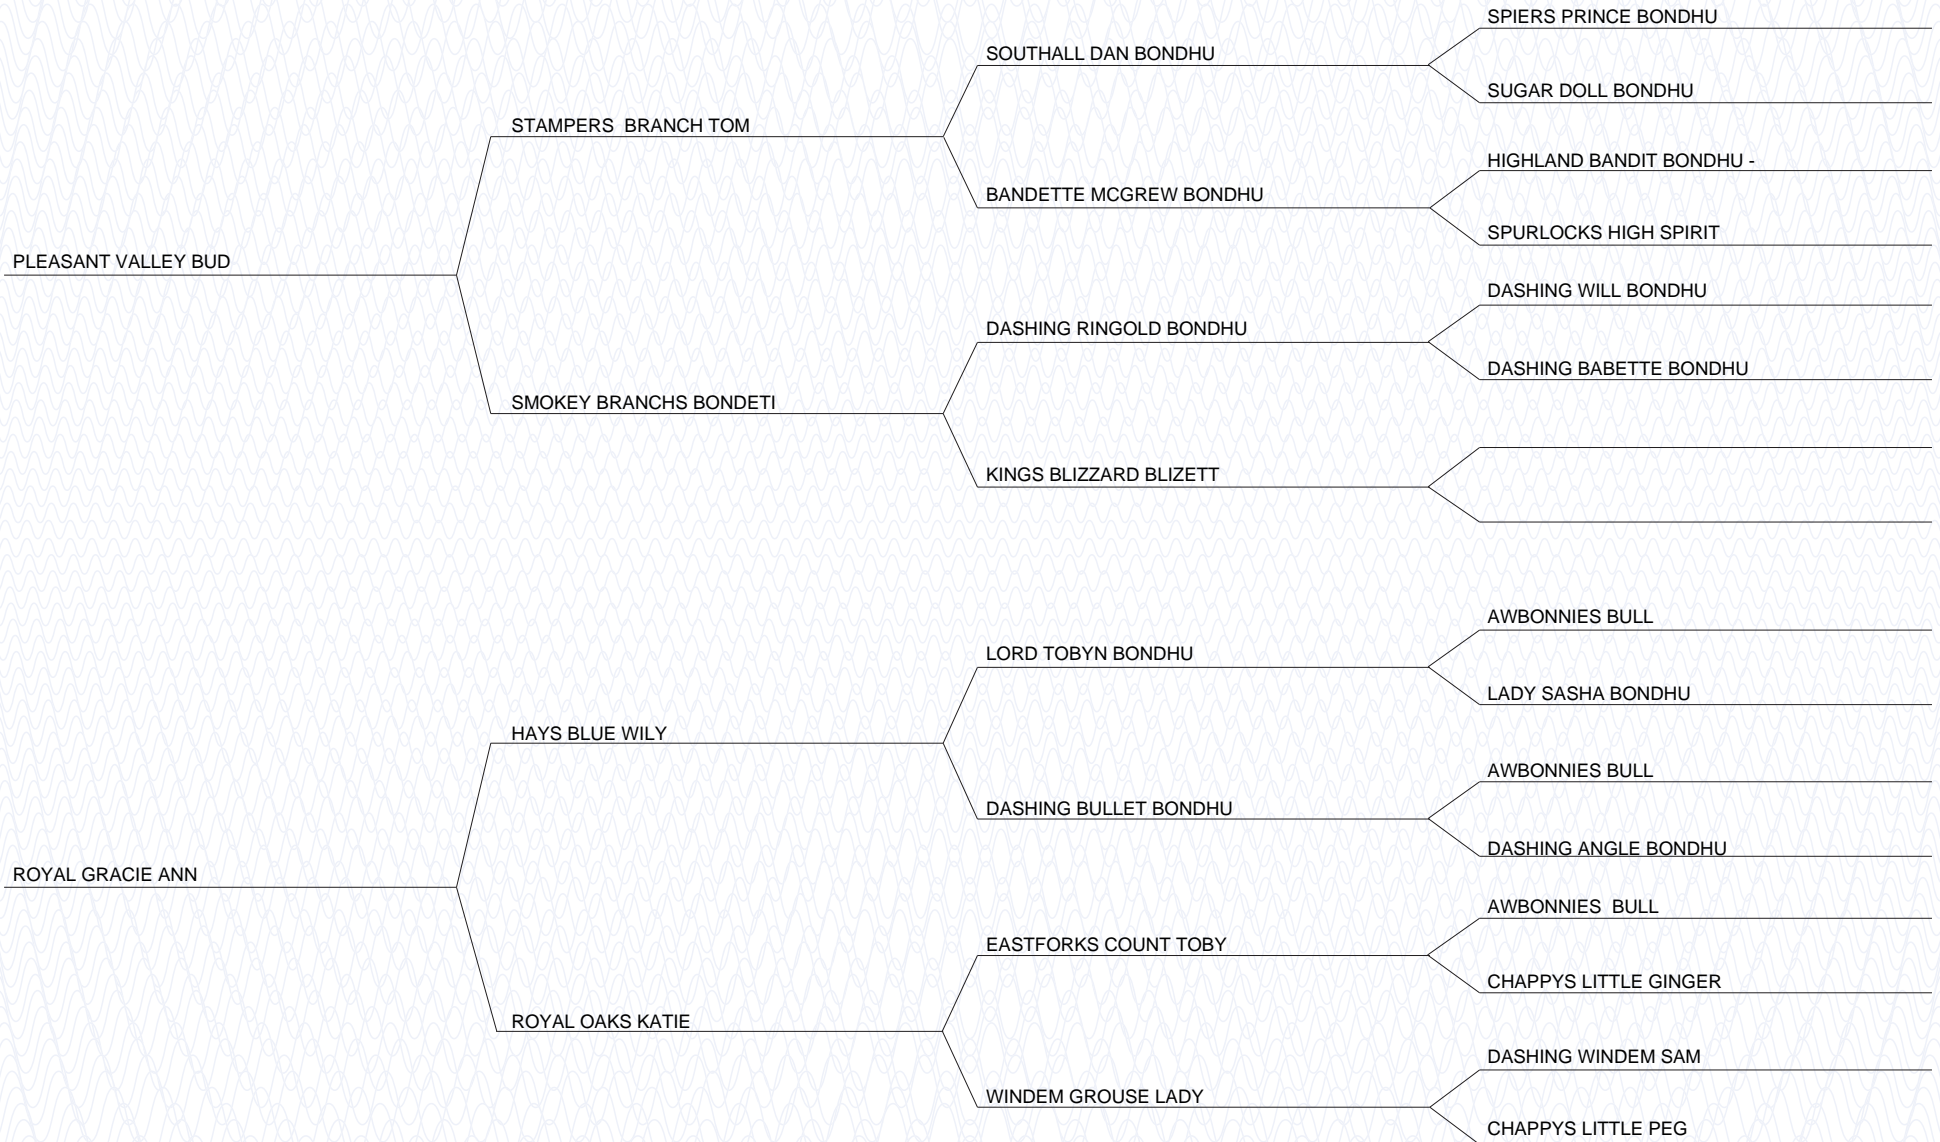 SPIERS PRINCE BONDHU
SOUTHALL DAN BONDHU
SUGAR DOLL BONDHU
STAMPERS  BRANCH TOM
HIGHLAND BANDIT BONDHU -
BANDETTE MCGREW BONDHU
SPURLOCKS HIGH SPIRIT
PLEASANT VALLEY BUD
DASHING WILL BONDHU
DASHING RINGOLD BONDHU
DASHING BABETTE BONDHU
SMOKEY BRANCHS BONDETI
KINGS BLIZZARD BLIZETT
AWBONNIES BULL
LORD TOBYN BONDHU
LADY SASHA BONDHU
HAYS BLUE WILY
AWBONNIES BULL
DASHING BULLET BONDHU
DASHING ANGLE BONDHU
ROYAL GRACIE ANN
AWBONNIES  BULL
EASTFORKS COUNT TOBY
CHAPPYS LITTLE GINGER
ROYAL OAKS KATIE
DASHING WINDEM SAM
WINDEM GROUSE LADY
CHAPPYS LITTLE PEG